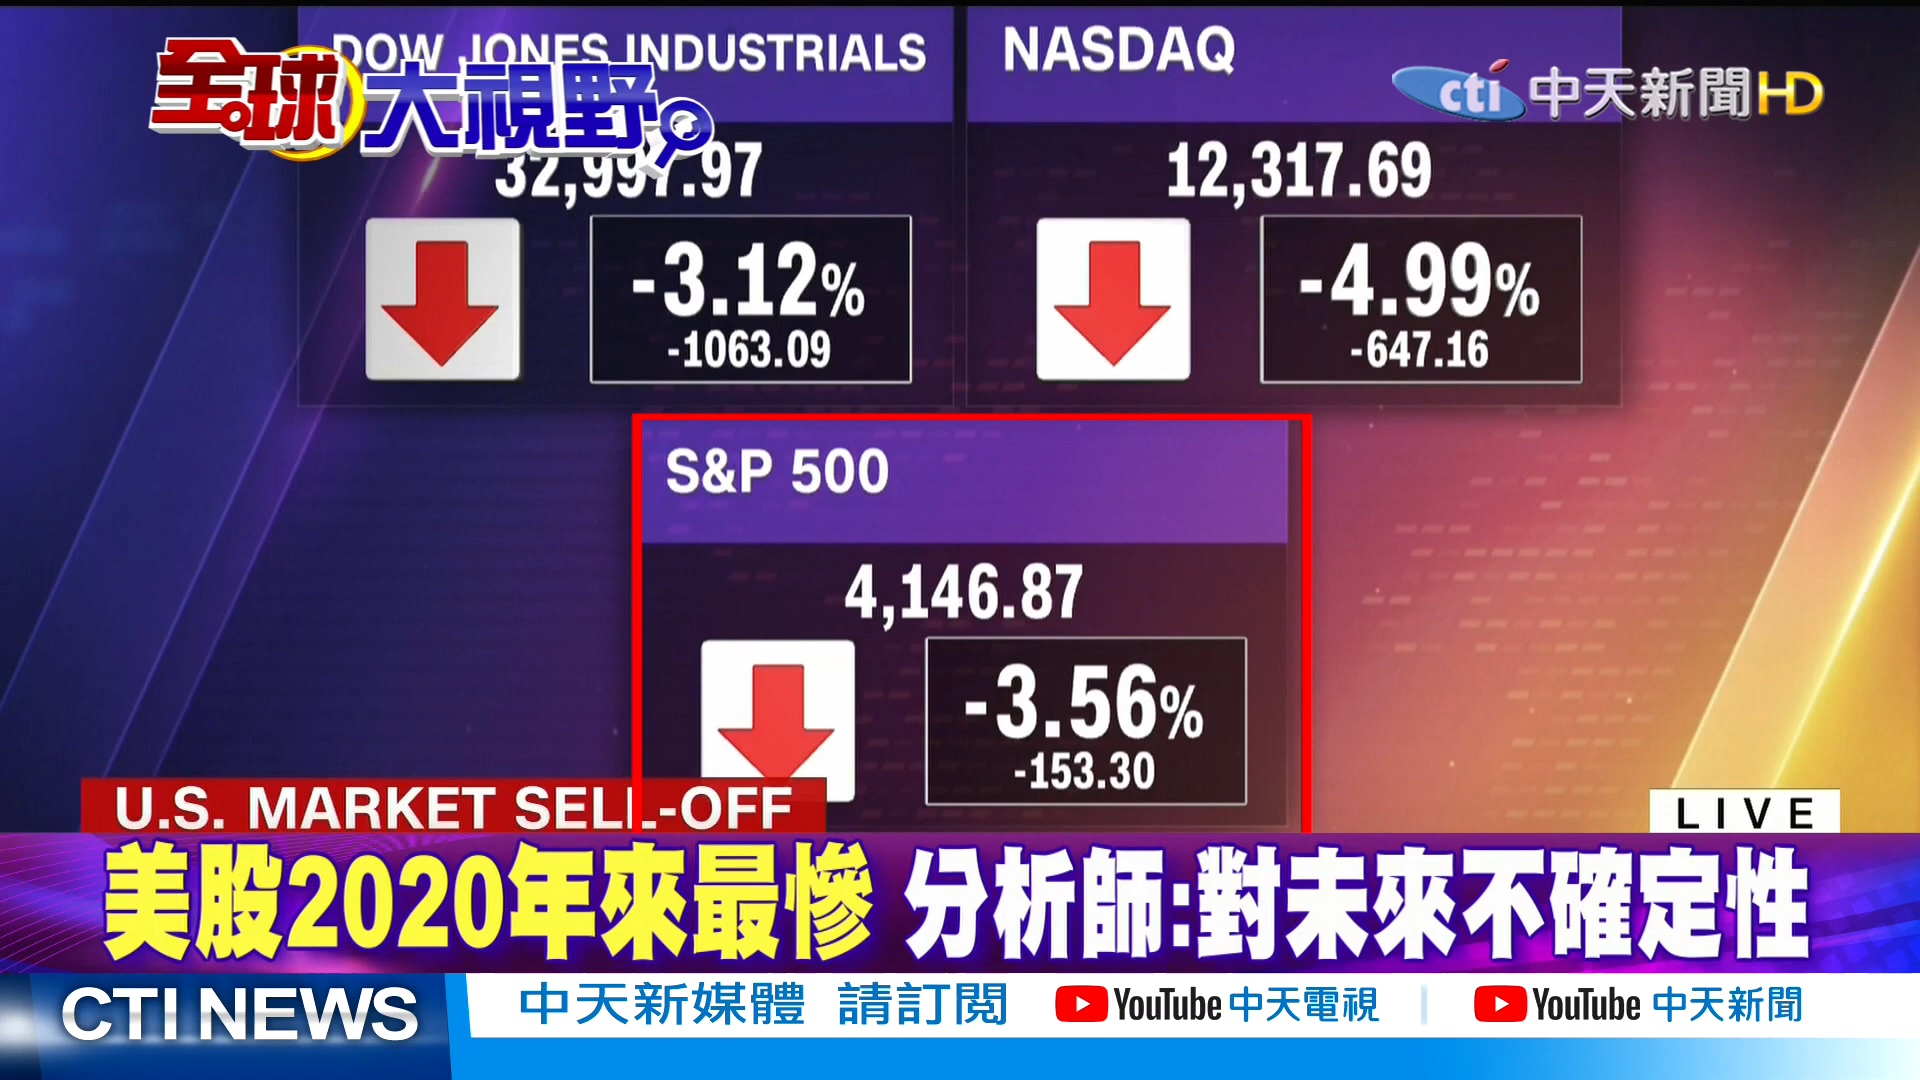 DOW JONES INDUSTRIALS
全球大視野
NASDAQ
cti 中天新聞HD
32,997.97
12,317.69
-3.12%
-1063.09
-4.99%
-647.16
S&P 500
4,146.87
-3.56%
-153.30
U.S. MARKET SELL-OFF
LIVE
美股2020年來最慘 分析師:對未來不確定性
CTI NEWS
中天新媒體 請訂閱 YouTube 中天電視 | YouTube 中天新聞